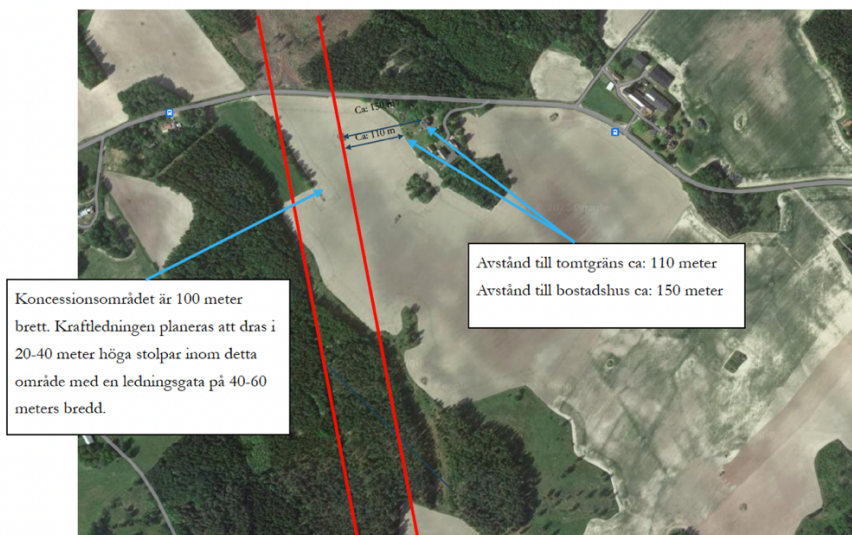 Ca: 150 m
Ca: 110 m
Avstånd till tomtgräns ca: 110 meter
Avstånd till bostadshus ca: 150 meter
Koncessionsområdet är 100 meter
brett. Kraftledningen planeras att dras i
20-40 meter höga stolpar inom detta
område med en ledningsgata på 40-60
meters bredd.